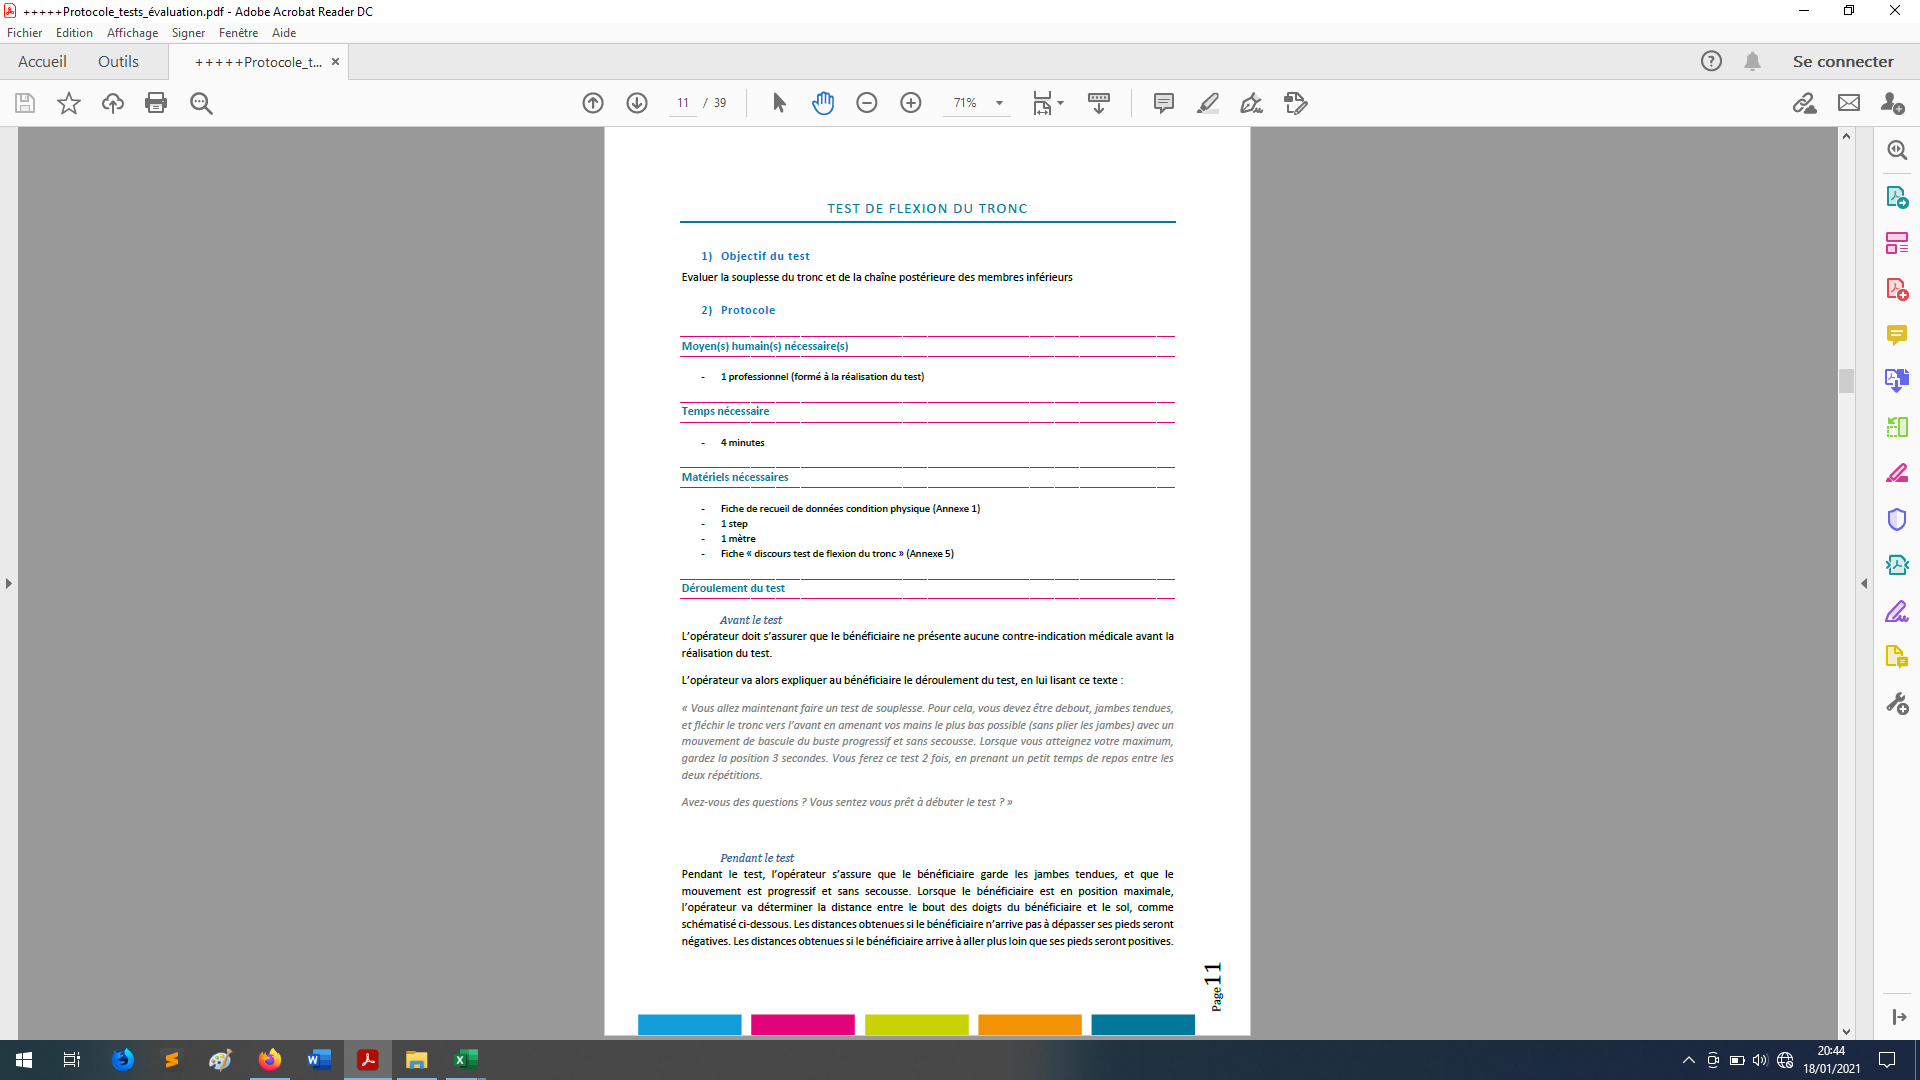 +++++Protocole_tests_évaluation.pdf - Adobe Acrobat Reader DC
Fichier Edition Affichage Signer Fenêtre Aide
Accueil Outils +++++Protocole_t... × Se connecter
11 / 39 71%
TEST DE FLEXION DU TRONC
1) Objectif du test
Evaluer la souplesse du tronc et de la chaîne postérieure des membres inférieurs
2) Protocole
Moyen(s) humain(s) nécessaire(s)
- 1 professionnel (formé à la réalisation du test)
Temps nécessaire
- 4 minutes
Matériels nécessaires
- Fiche de recueil de données condition physique (Annexe 1)
- 1 step
- 1 mètre
- Fiche « discours test de flexion du tronc » (Annexe 5)
Déroulement du test
Avant le test
L'opérateur doit s'assurer que le bénéficiaire ne présente aucune contre-indication médicale avant la
réalisation du test.
L'opérateur va alors expliquer au bénéficiaire le déroulement du test, en lui lisant ce texte :
« Vous allez maintenant faire un test de souplesse. Pour cela, vous devez être debout, jambes tendues,
et fléchir le tronc vers l'avant en amenant vos mains le plus bas possible (sans plier les jambes) avec un
mouvement de bascule du buste progressif et sans secousse. Lorsque vous atteignez votre maximum,
gardez la position 3 secondes. Vous ferez ce test 2 fois, en prenant un petit temps de repos entre les
deux répétitions.
Avez-vous des questions ? Vous sentez vous prêt à débuter le test ? »
Pendant le test
Pendant le test, l'opérateur s'assure que le bénéficiaire garde les jambes tendues, et que le
mouvement est progressif et sans secousse. Lorsque le bénéficiaire est en position maximale,
l'opérateur va déterminer la distance entre le bout des doigts du bénéficiaire et le sol, comme
schématisé ci-dessous. Les distances obtenues si le bénéficiaire n'arrive pas à dépasser ses pieds seront
négatives. Les distances obtenues si le bénéficiaire arrive à aller plus loin que ses pieds seront positives.
Page 11
20:44
18/01/2021